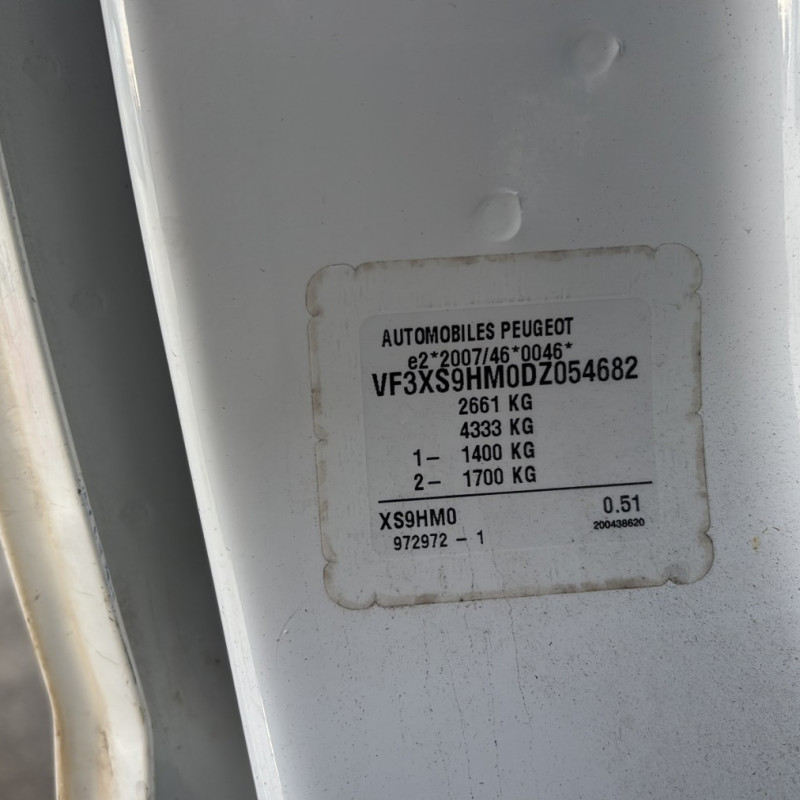 AUTOMOBILES PEUGEOT
e2*2007/46*0046*
VF3XS9HM0DZ054682
2661 KG
4333 KG
1- 1400 KG
2- 1700 KG
XS9HM0 0.51
972972 - 1 200438620